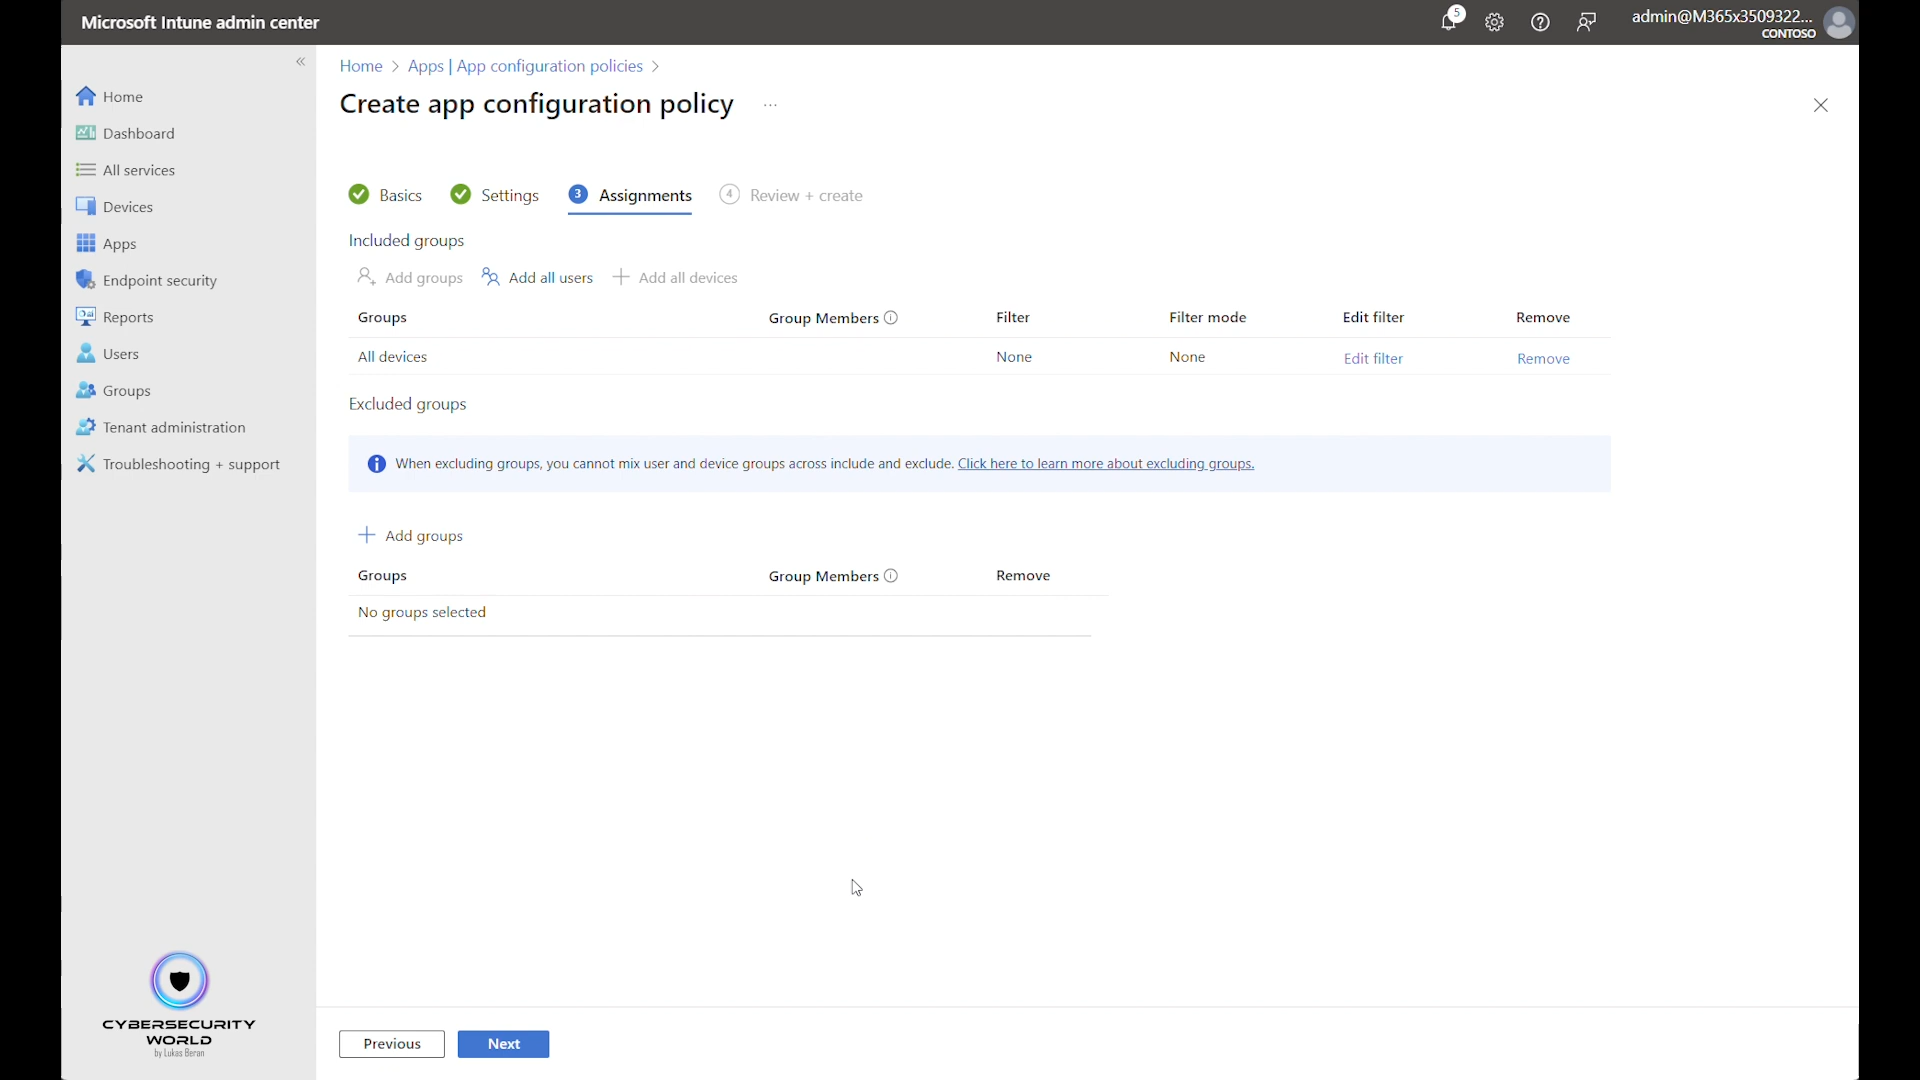 Microsoft Intune admin center
5
admin@M365x3509322...
CONTOSO
«
Home > Apps | App configuration policies >
Create app configuration policy ...
Home
Dashboard
All services
Devices
Apps
Endpoint security
Reports
Users
Groups
Tenant administration
Troubleshooting + support
Basics
Settings
3 Assignments
4 Review + create
Included groups
Add groups
Add all users
Add all devices
Groups Group Members Filter Filter mode Edit filter Remove
All devices None None Edit filter Remove
Excluded groups
When excluding groups, you cannot mix user and device groups across include and exclude. Click here to learn more about excluding groups.
Add groups
Groups Group Members Remove
No groups selected
CYBERSECURITY
WORLD
by Lukas Beran
Previous
Next